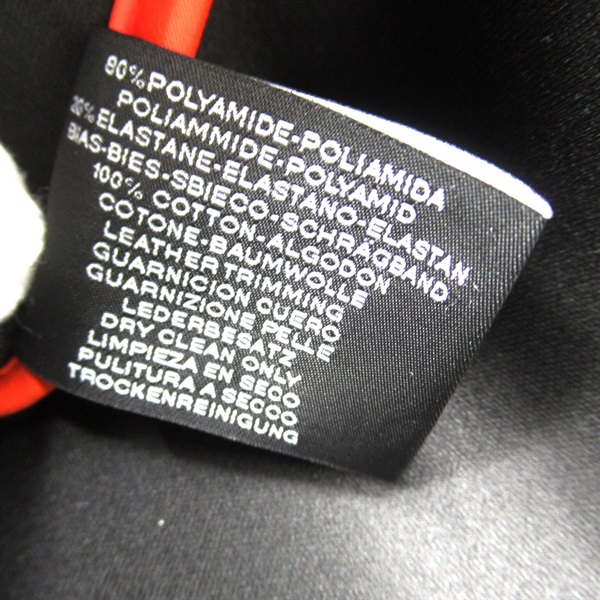 80% POLYAMIDE-POLIAMIDA
POLIAMMIDE-POLYAMID
20% ELASTANE-ELASTANO-ELASTAN
BIAS-BIES-SBIECO-SCHRÄGBAND
100% COTTON-ALGODON
COTONE-BAUMWOLLE
LEATHER TRIMMING
GUARNICION CUERO
GUARNIZIONE PELLE
LEDERBESATZ
DRY CLEAN ONLY
LIMPIEZA EN SECO
PULITURA A SECCO
TROCKENREINIGUNG